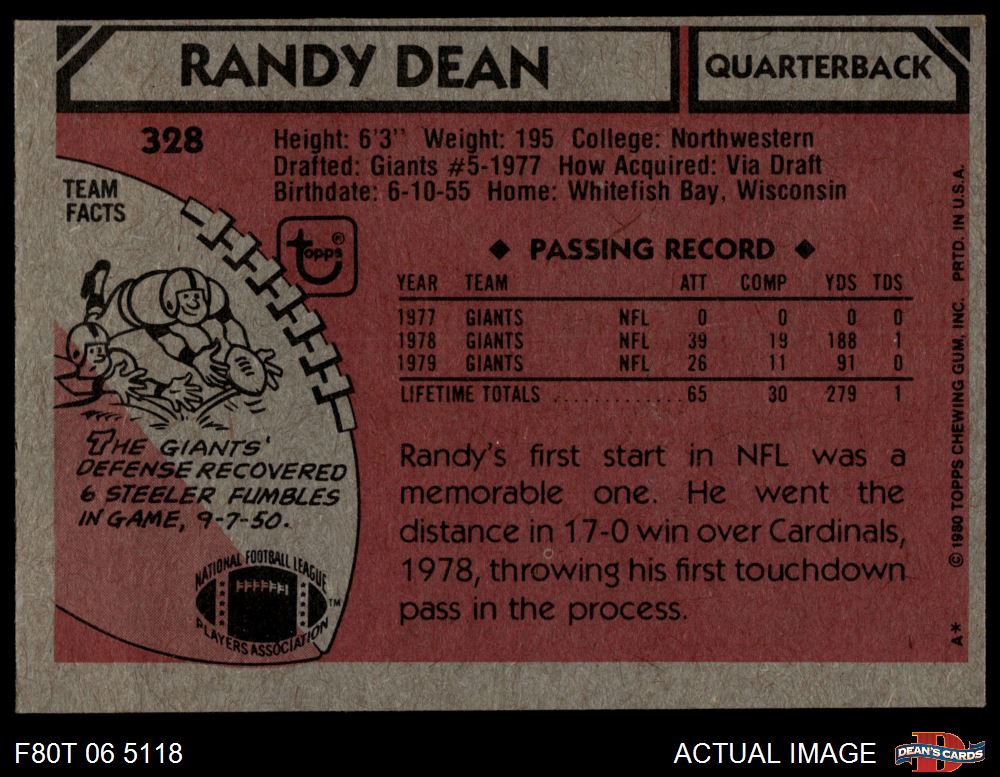 RANDY DEAN
QUARTERBACK
328
Height: 6'3" Weight: 195 College: Northwestern
Drafted: Giants #5-1977 How Acquired: Via Draft
Birthdate: 6-10-55 Home: Whitefish Bay, Wisconsin
TEAM
FACTS
topps®
◆ PASSING RECORD ◆
YEAR TEAM ATT COMP YDS TDS
1977 GIANTS NFL 0 0 0 0
1978 GIANTS NFL 39 19 188 1
1979 GIANTS NFL 26 11 91 0
LIFETIME TOTALS ............. 65 30 279 1
THE GIANTS'
DEFENSE RECOVERED
6 STEELER FUMBLES
IN GAME, 9-7-50.
NATIONAL FOOTBALL LEAGUE
PLAYERS ASSOCIATION
TM
Randy's first start in NFL was a
memorable one. He went the
distance in 17-0 win over Cardinals,
1978, throwing his first touchdown
pass in the process.
A* © 1980 TOPPS CHEWING GUM, INC. PRTD. IN U.S.A.
F80T 06 5118
ACTUAL IMAGE
D
DEAN'S CARDS